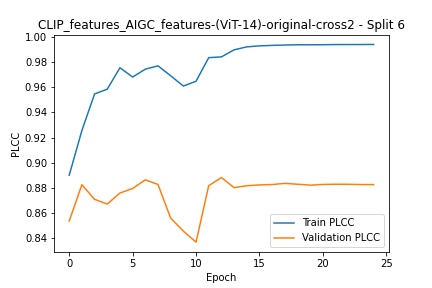 CLIP_features_AIGC_features-(ViT-14)-original-cross2 - Split 6
1.00
0.98
0.96
0.94
0.92
0.90
0.88
0.86
0.84
PLCC
Train PLCC
Validation PLCC
0 5 10 15 20 25
Epoch